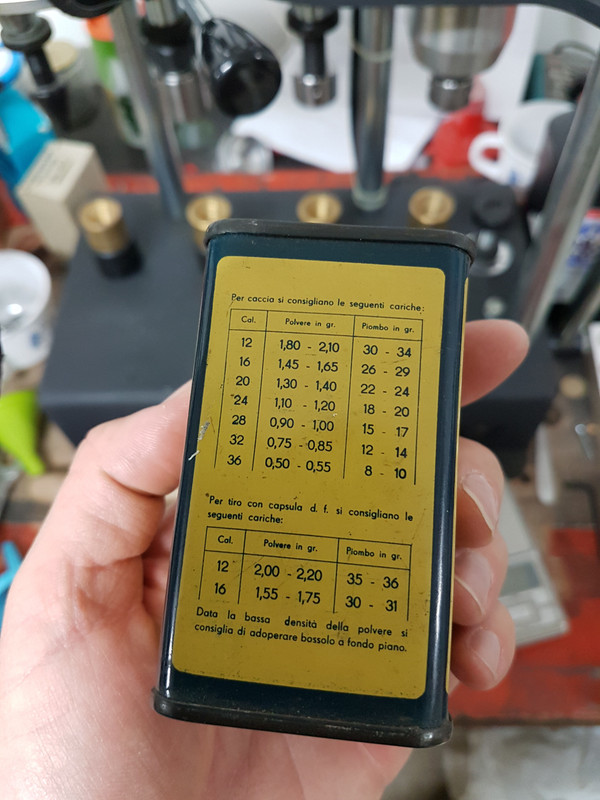 Per caccia si consigliano le seguenti cariche:
Cal. Polvere in gr. Piombo in gr.
12 1,80 - 2,10 30 - 34
16 1,45 - 1,65 26 - 29
20 1,30 - 1,40 22 - 24
24 1,10 - 1,20 18 - 20
28 0,90 - 1,00 15 - 17
32 0,75 - 0,85 12 - 14
36 0,50 - 0,55 8 - 10
Per tiro con capsula d. f. si consigliano le
seguenti cariche:
Cal. Polvere in gr. Piombo in gr.
12 2,00 - 2,20 35 - 36
16 1,55 - 1,75 30 - 31
Data la bassa densità della polvere si
consiglia di adoperare bossolo a fondo piano.